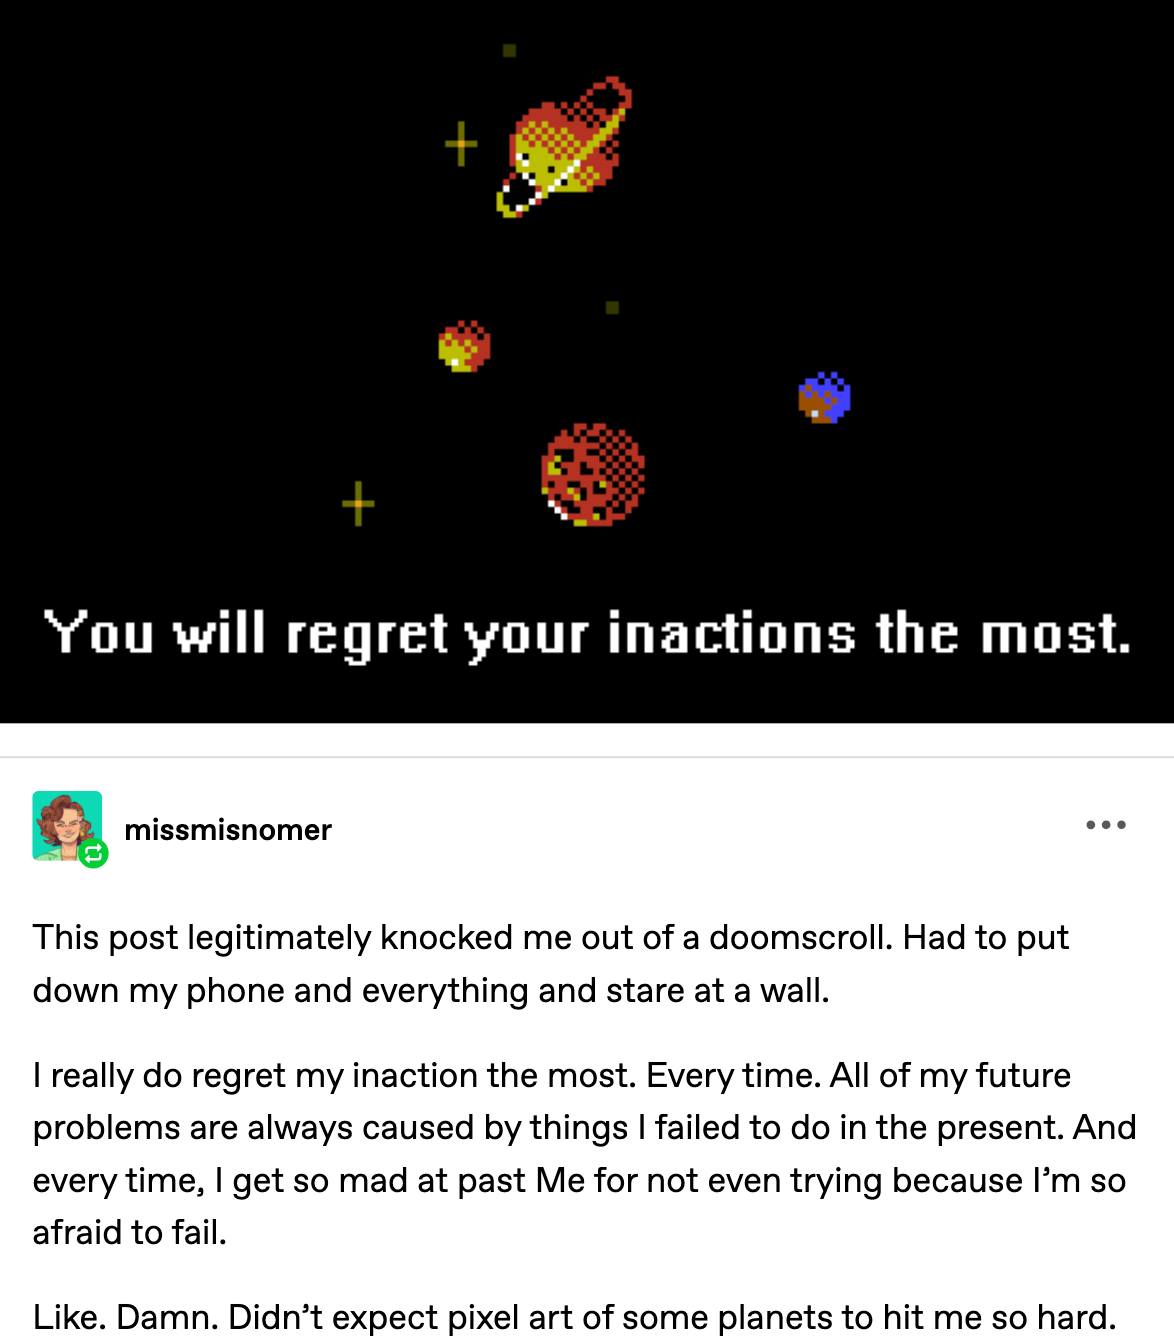 You will regret your inactions the most.
missmisnomer
This post legitimately knocked me out of a doomscroll. Had to put
down my phone and everything and stare at a wall.
I really do regret my inaction the most. Every time. All of my future
problems are always caused by things I failed to do in the present. And
every time, I get so mad at past Me for not even trying because I’m so
afraid to fail.
Like. Damn. Didn’t expect pixel art of some planets to hit me so hard.